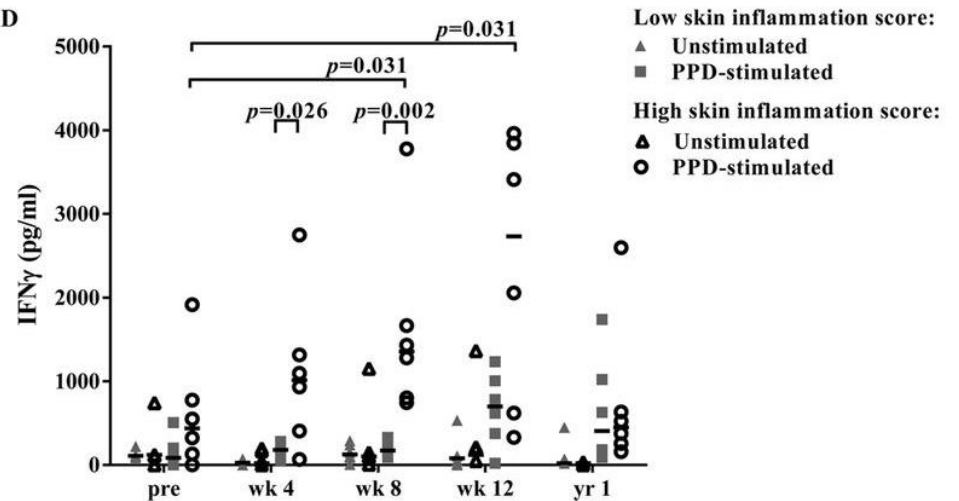 D
Low skin inflammation score:
Unstimulated
PPD-stimulated
High skin inflammation score:
Unstimulated
PPD-stimulated
p=0.031
p=0.031
p=0.026
p=0.002
IFNγ (pg/ml)
5000
4000
3000
2000
1000
0
pre wk 4 wk 8 wk 12 yr 1